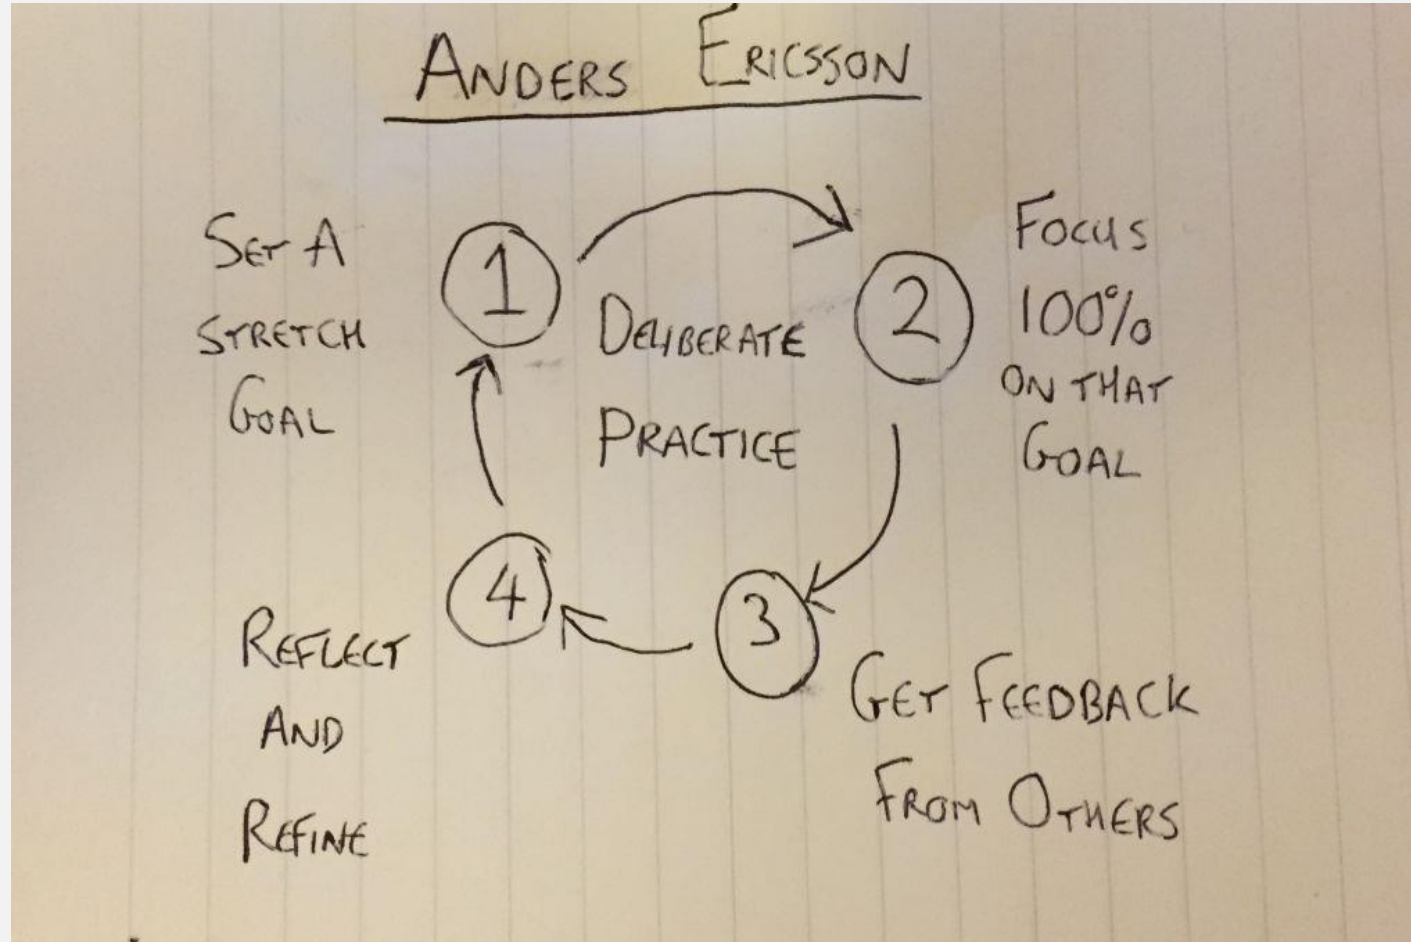 ANDERS ERICSSON
1
SET A
STRETCH
GOAL
DELIBERATE
PRACTICE
2
FOCUS
100%
ON THAT
GOAL
3
GET FEEDBACK
FROM OTHERS
4
REFLECT
AND
REFINE